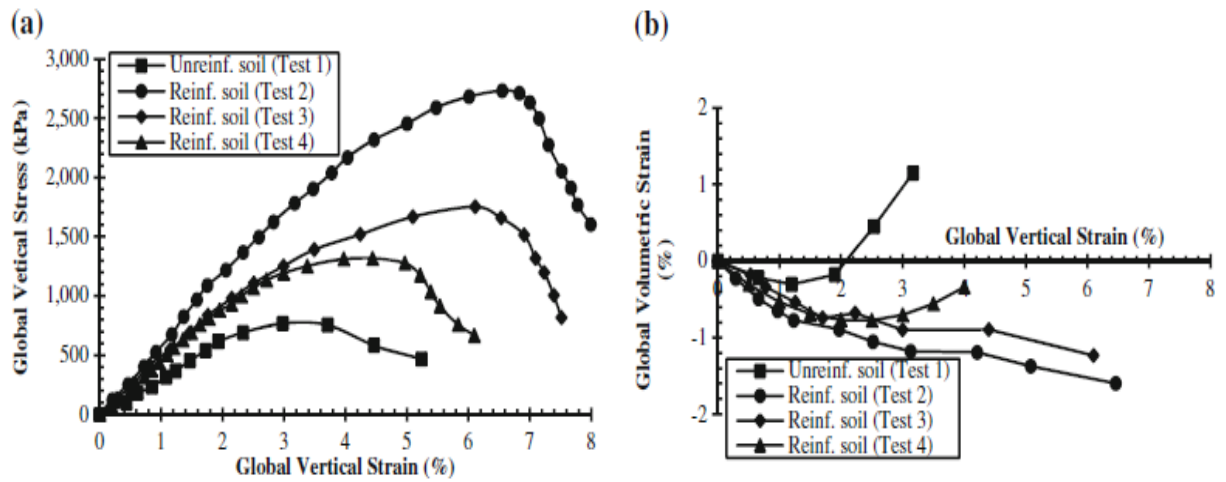 (a)
3,000
2,500
2,000
1,500
1,000
500
0
Global Vetical Stress (kPa)
Unreinf. soil (Test 1)
Reinf. soil (Test 2)
Reinf. soil (Test 3)
Reinf. soil (Test 4)
0 1 2 3 4 5 6 7 8
Global Vertical Strain (%)
(b)
2
1
0
-1
-2
Global Volumetric Strain
(%)
Global Vertical Strain (%)
0 1 2 3 4 5 6 7 8
Unreinf. soil (Test 1)
Reinf. soil (Test 2)
Reinf. soil (Test 3)
Reinf. soil (Test 4)